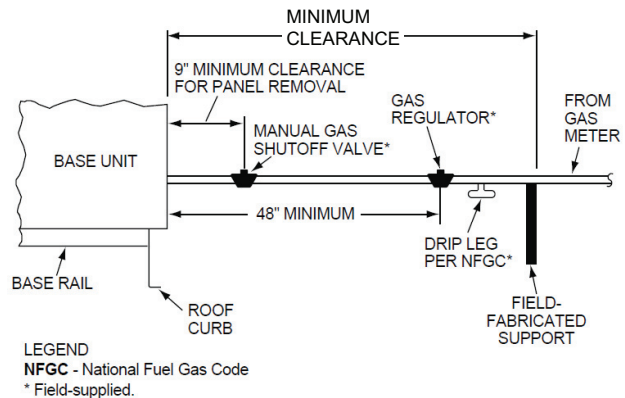 MINIMUM
CLEARANCE
9" MINIMUM CLEARANCE
FOR PANEL REMOVAL
GAS
REGULATOR*
FROM
GAS
METER
MANUAL GAS
SHUTOFF VALVE*
BASE UNIT
48" MINIMUM
DRIP LEG
PER NFGC*
BASE RAIL
ROOF
CURB
FIELD-
FABRICATED
SUPPORT
LEGEND
NFGC - National Fuel Gas Code
* Field-supplied.